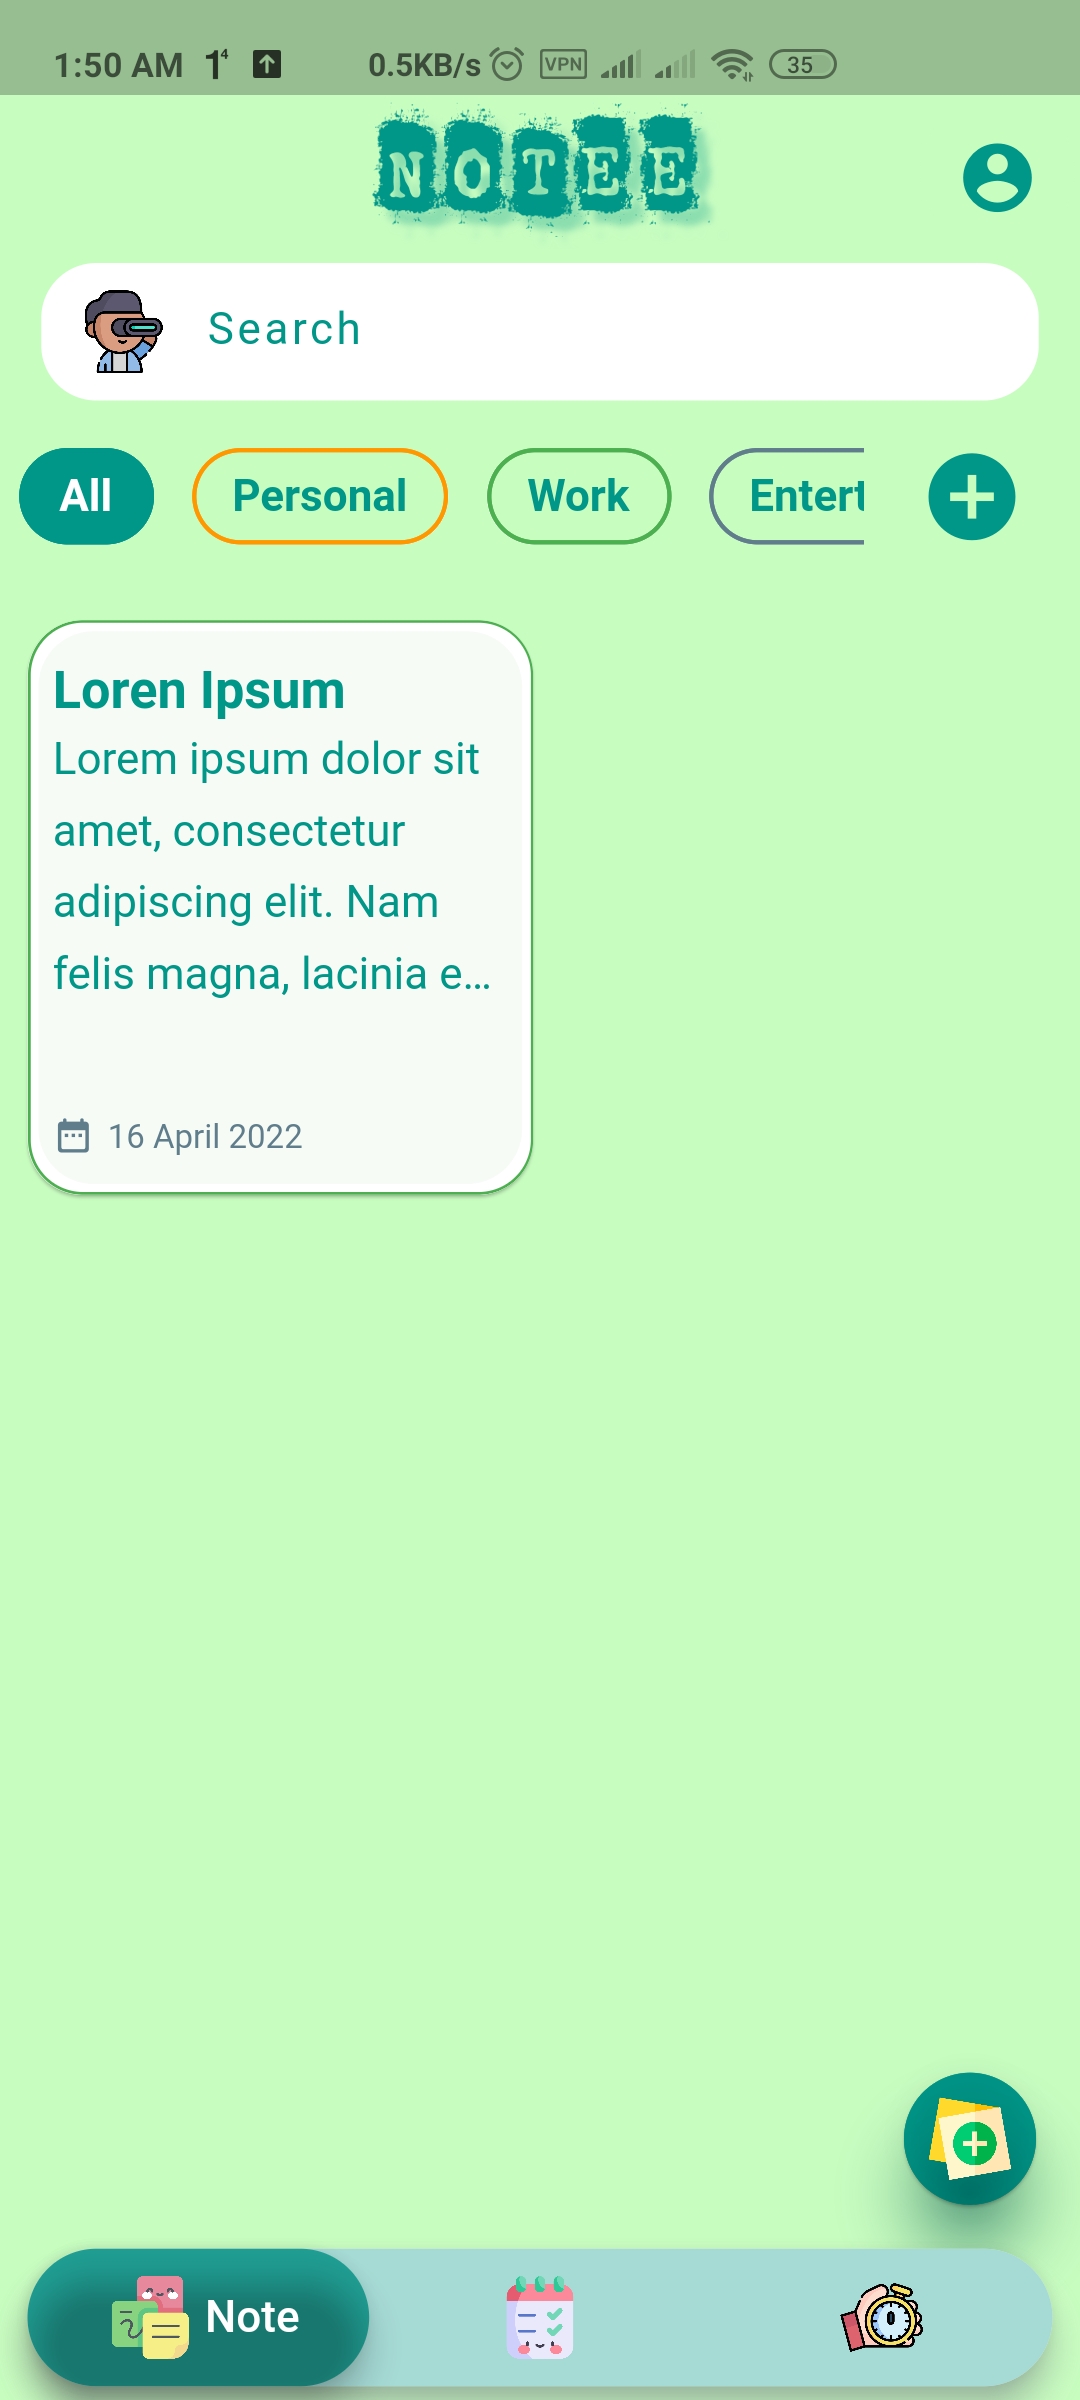 1:50 AM 1⁴ 0.5KB/s VPN 35
NOTEE
Search
All Personal Work Entert
Loren Ipsum
Lorem ipsum dolor sit
amet, consectetur
adipiscing elit. Nam
felis magna, lacinia e...
16 April 2022
Note